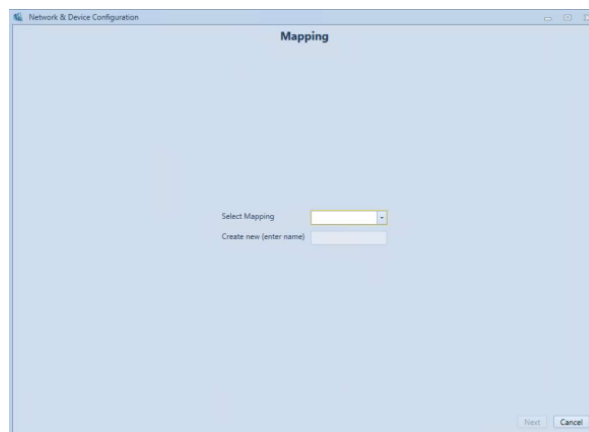 Network & Device Configuration
Mapping
Select Mapping
Create new (enter name)
Next Cancel